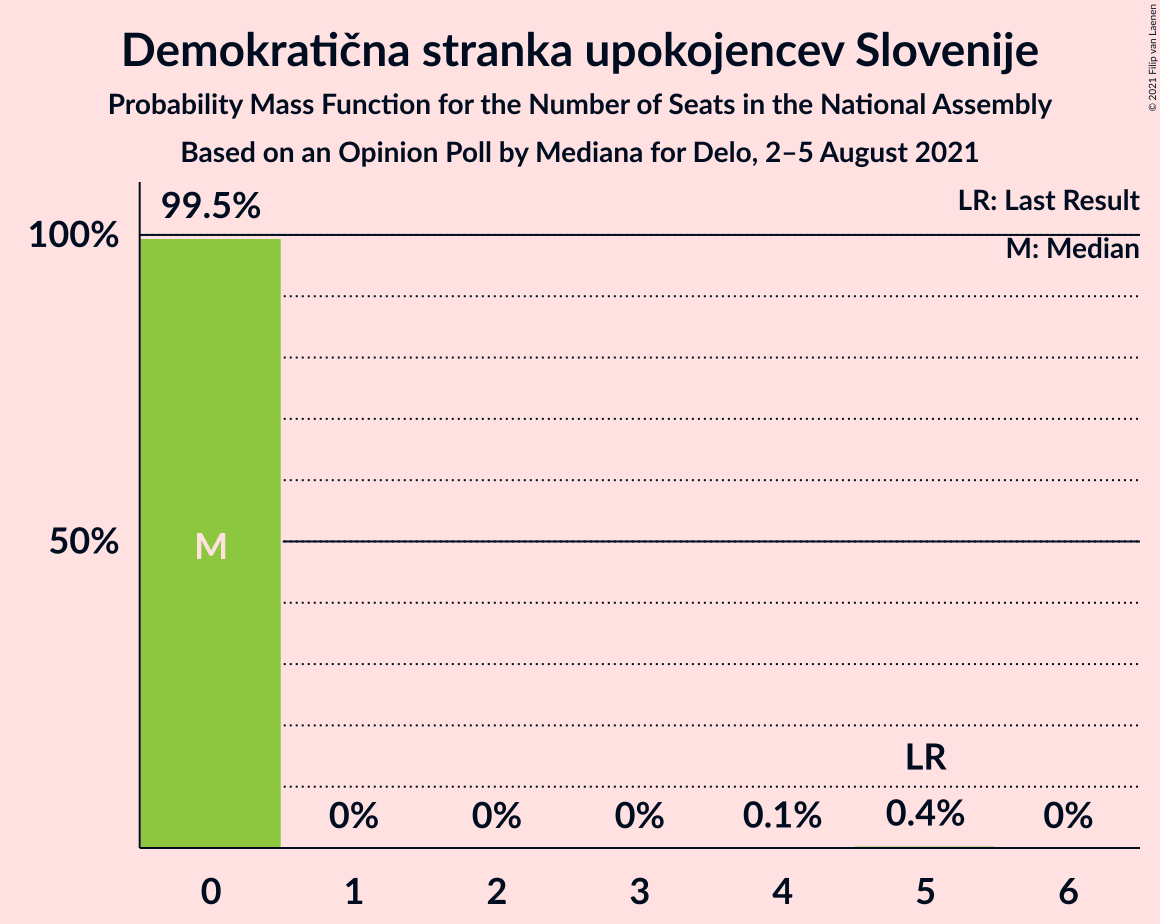 Demokratična stranka upokojencev Slovenije
Probability Mass Function for the Number of Seats in the National Assembly
Based on an Opinion Poll by Mediana for Delo, 2–5 August 2021
© 2021 Filip van Laenen
LR: Last Result
M: Median
99.5%
100%
50%
M
LR
0%
0%
0%
0.1%
0.4%
0%
0
1
2
3
4
5
6